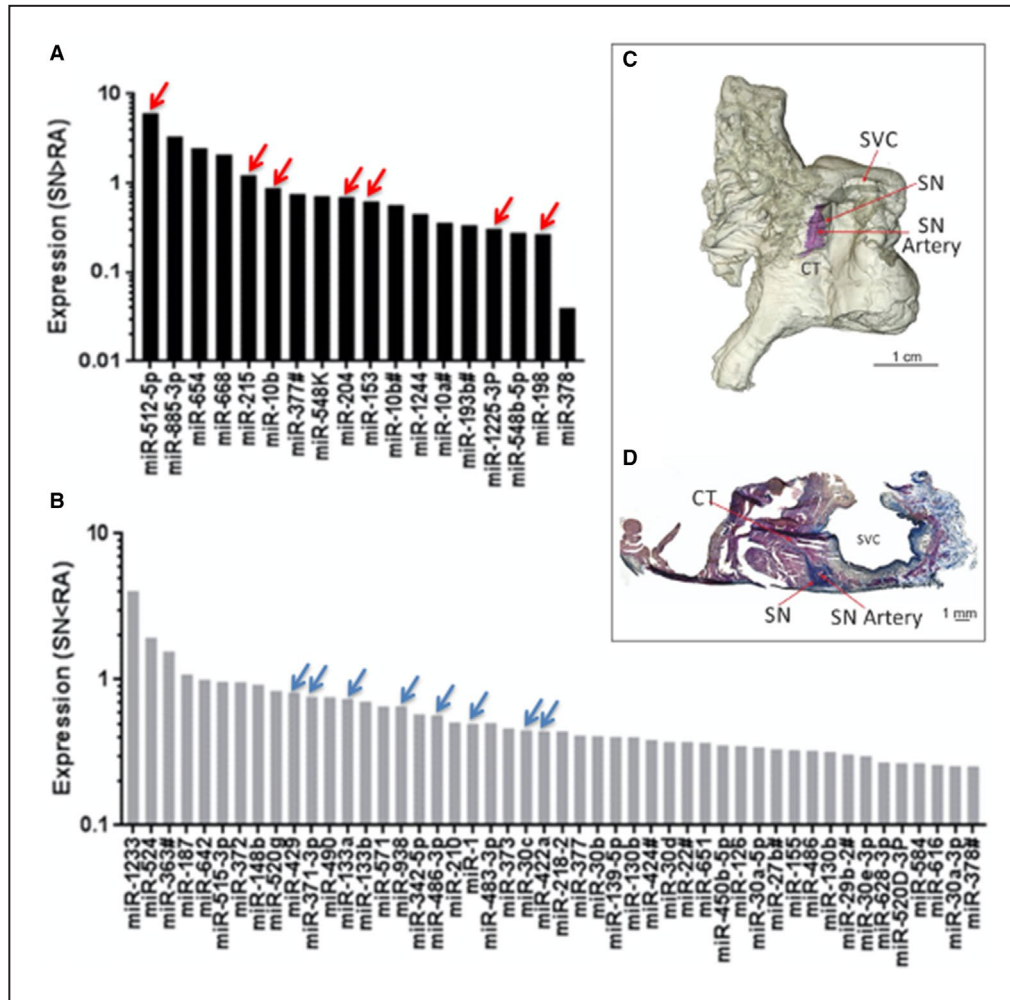 A
Expression (SN>RA)
10
1
0.1
0.01
miR-512-5p
miR-885-3p
miR-654
miR-668
miR-215
miR-10b
miR-377#
miR-548K
miR-204
miR-153
miR-10b#
miR-1244
miR-10a#
miR-193b#
miR-1225-3P
miR-548b-5p
miR-198
miR-378
B
Expression (SN<RA)
10
1
0.1
miR-1233
miR-524
miR-363#
miR-187
miR-642
miR-515-3p
miR-372
miR-148b
miR-520g
miR-429
miR-371-3p
miR-490
miR-133a
miR-133b
miR-571
miR-938
miR-342-5p
miR-486-3p
miR-210
miR-1
miR-483-3p
miR-373
miR-30c
miR-422a
miR-218-2
miR-377
miR-30b
miR-139-5p
miR-130b
miR-424#
miR-30d
miR-22#
miR-651
miR-450b-5p
miR-126
miR-30a-5p
miR-27b#
miR-155
miR-486
miR-130b
miR-29b-2#
miR-30e-3p
miR-628-3p
miR-520D-3P
miR-584
miR-616
miR-30a-3p
miR-378#
C
SVC
SN
SN
Artery
CT
1 cm
D
CT
SVC
SN
SN Artery
1 mm